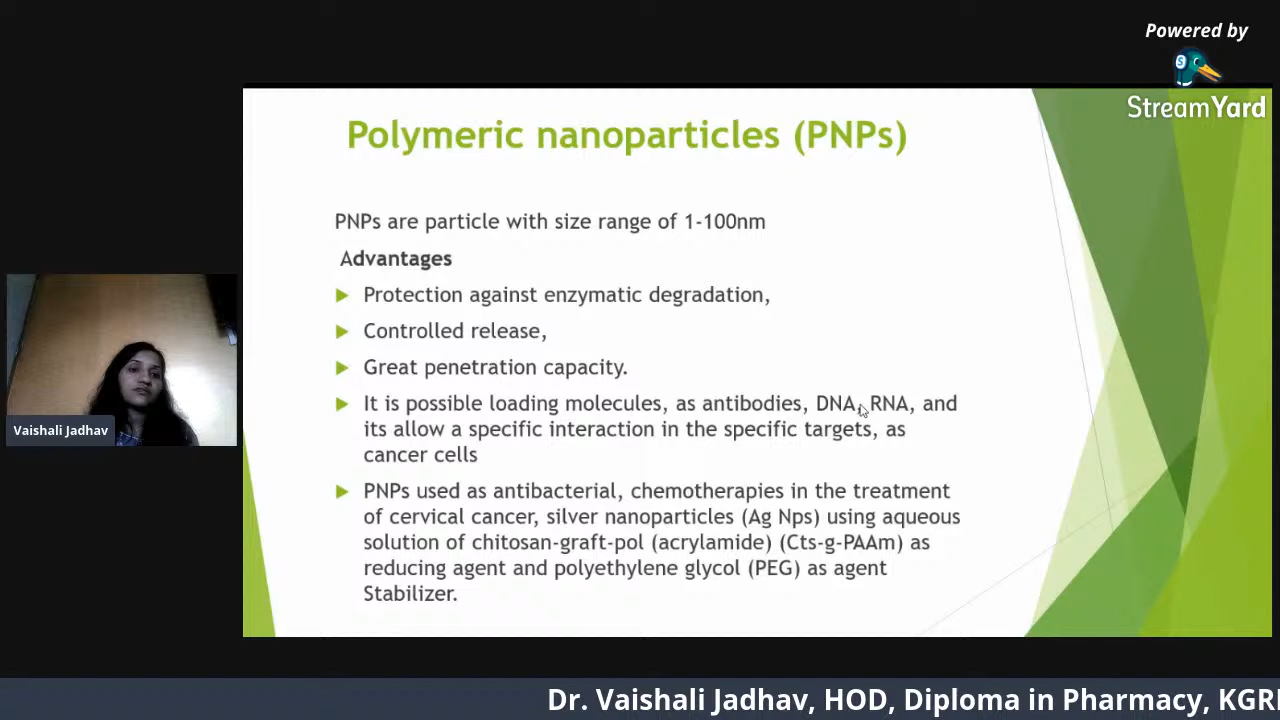 Powered by
StreamYard
Polymeric nanoparticles (PNPs)
PNPs are particle with size range of 1-100nm
Advantages
Protection against enzymatic degradation,
Controlled release,
Great penetration capacity.
It is possible loading molecules, as antibodies, DNA, RNA, and
its allow a specific interaction in the specific targets, as
cancer cells
PNPs used as antibacterial, chemotherapies in the treatment
of cervical cancer, silver nanoparticles (Ag Nps) using aqueous
solution of chitosan-graft-pol (acrylamide) (Cts-g-PAAm) as
reducing agent and polyethylene glycol (PEG) as agent
Stabilizer.
Vaishali Jadhav
Dr. Vaishali Jadhav, HOD, Diploma in Pharmacy, KGR